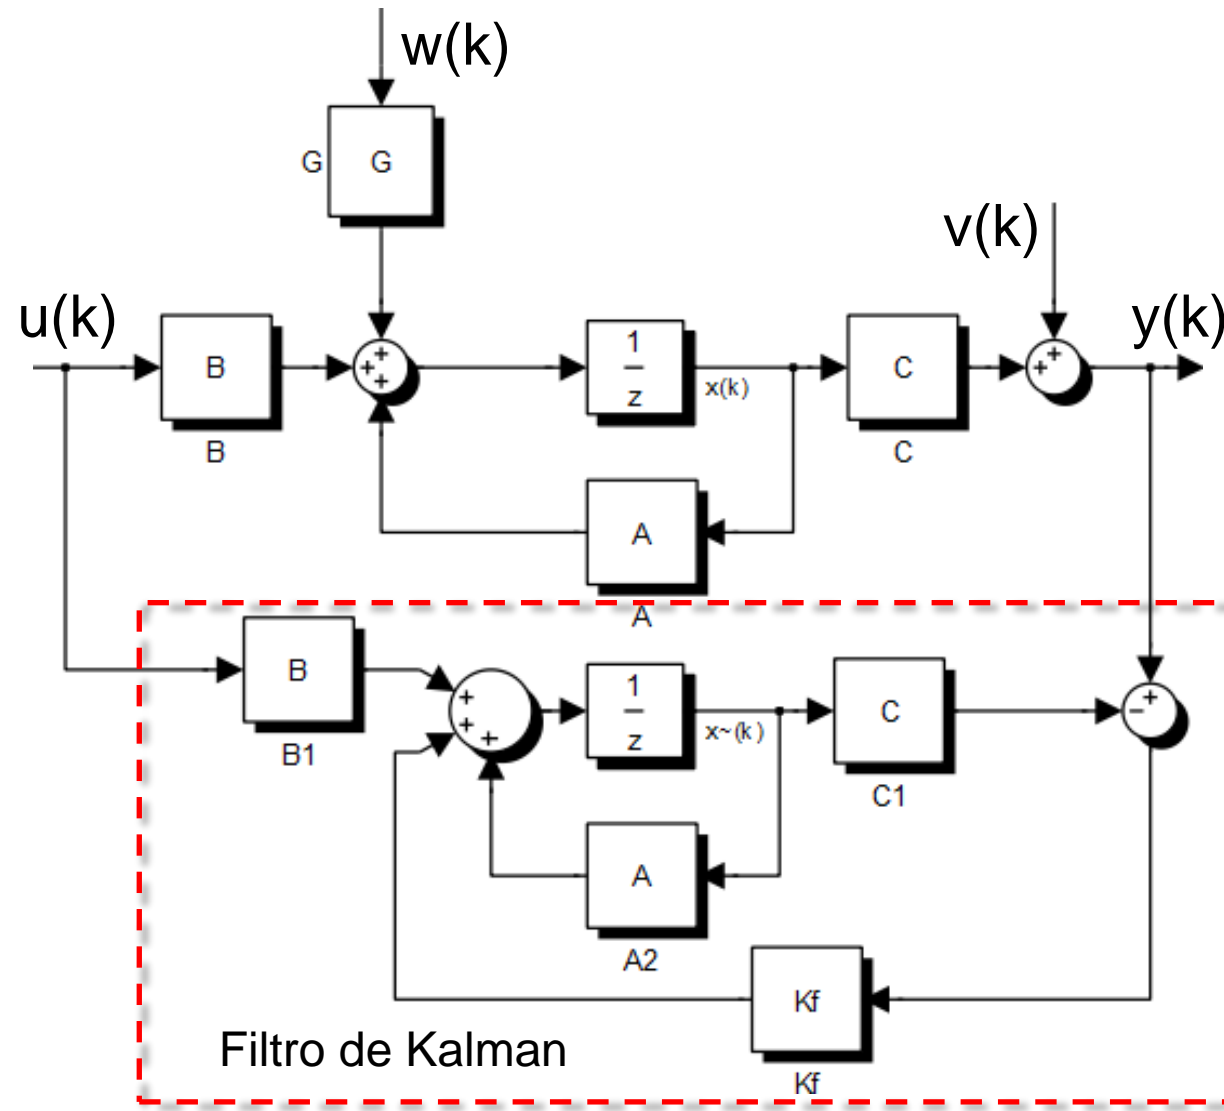 w(k)
G
G
v(k)
u(k)
y(k)
B
B
+
+
+
1
z
x(k)
C
C
+
+
A
A
B
B1
+
+
+
1
z
x~(k)
C
C1
+
−
A
A2
Kf
Kf
Filtro de Kalman